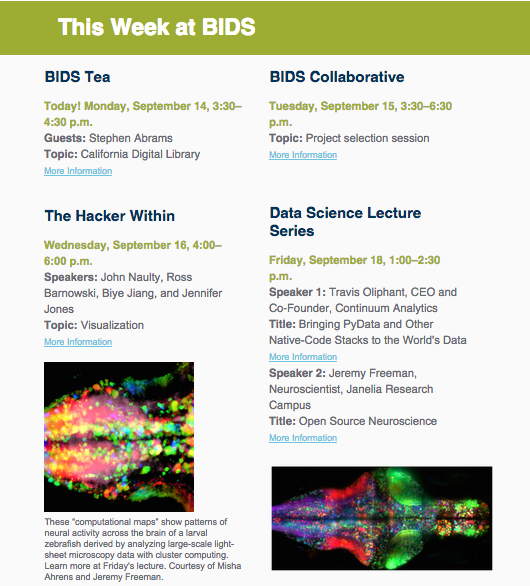 This Week at BIDS
BIDS Tea
Today! Monday, September 14, 3:30–
4:30 p.m.
Guests: Stephen Abrams
Topic: California Digital Library
More Information
BIDS Collaborative
Tuesday, September 15, 3:30–6:30
p.m.
Topic: Project selection session
More Information
The Hacker Within
Wednesday, September 16, 4:00–
6:00 p.m.
Speakers: John Naulty, Ross
Barnowski, Biye Jiang, and Jennifer
Jones
Topic: Visualization
More Information
These "computational maps" show patterns of
neural activity across the brain of a larval
zebrafish derived by analyzing large-scale light-
sheet microscopy data with cluster computing.
Learn more at Friday's lecture. Courtesy of Misha
Ahrens and Jeremy Freeman.
Data Science Lecture
Series
Friday, September 18, 1:00–2:30
p.m.
Speaker 1: Travis Oliphant, CEO and
Co-Founder, Continuum Analytics
Title: Bringing PyData and Other
Native-Code Stacks to the World's Data
More Information
Speaker 2: Jeremy Freeman,
Neuroscientist, Janelia Research
Campus
Title: Open Source Neuroscience
More Information